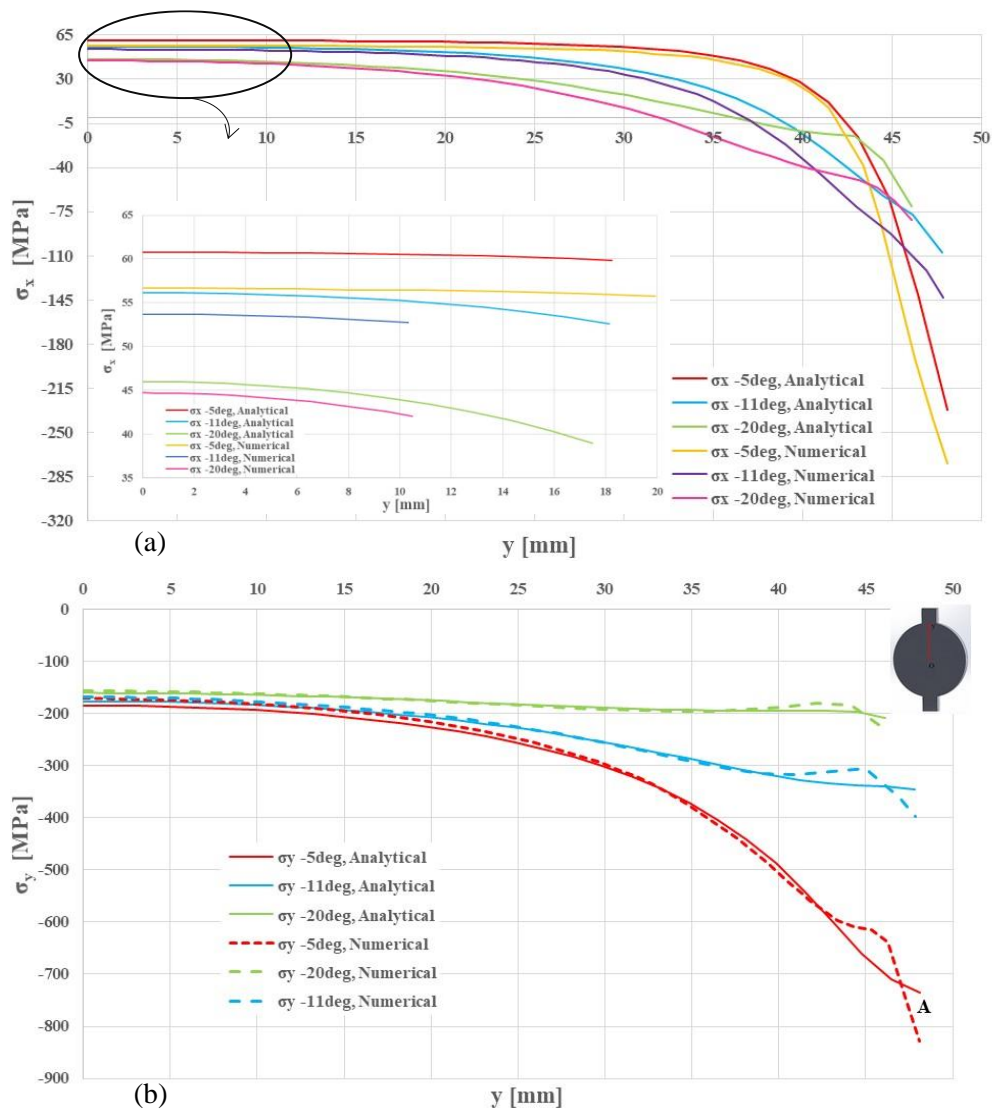 65
30
-5
-40
-75
-110
-145
-180
-215
-250
-285
-320
0 5 10 15 20 25 30 35 40 45 50
σx [MPa]
65
60
55
50
45
40
35
σx [MPa]
σx -5deg, Analytical
σx -11deg, Analytical
σx -20deg, Analytical
σx -5deg, Numerical
σx -11deg, Numerical
σx -20deg, Numerical
0 2 4 6 8 10 12 14 16 18 20
y [mm]
σx -5deg, Analytical
σx -11deg, Analytical
σx -20deg, Analytical
σx -5deg, Numerical
σx -11deg, Numerical
σx -20deg, Numerical
(a)
y [mm]
0 5 10 15 20 25 30 35 40 45 50
0
-100
-200
-300
-400
-500
-600
-700
-800
-900
σy [MPa]
σy -5deg, Analytical
σy -11deg, Analytical
σy -20deg, Analytical
σy -5deg, Numerical
σy -20deg, Numerical
σy -11deg, Numerical
A
(b)
y [mm]